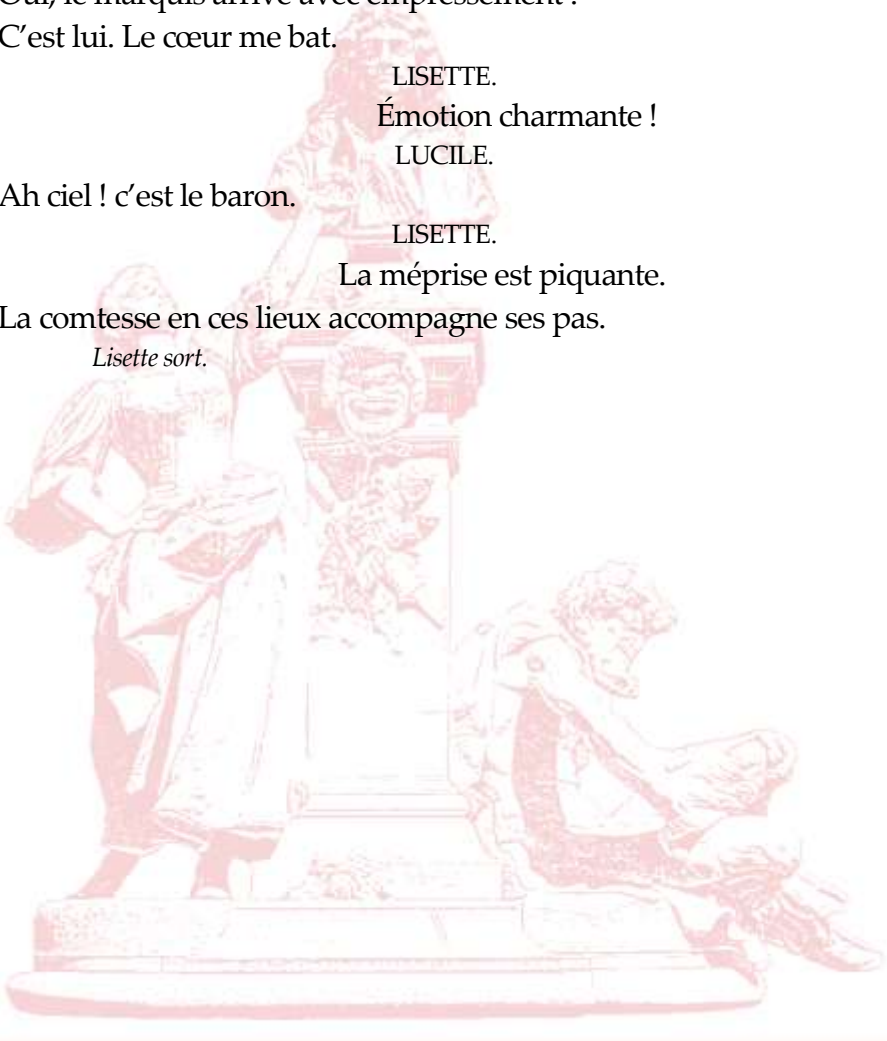 Oui, le marquis arrive avec empressement !
C’est lui. Le cœur me bat.
LISETTE.
Émotion charmante !
LUCILE.
Ah ciel ! c’est le baron.
LISETTE.
La méprise est piquante.
La comtesse en ces lieux accompagne ses pas.
Lisette sort.